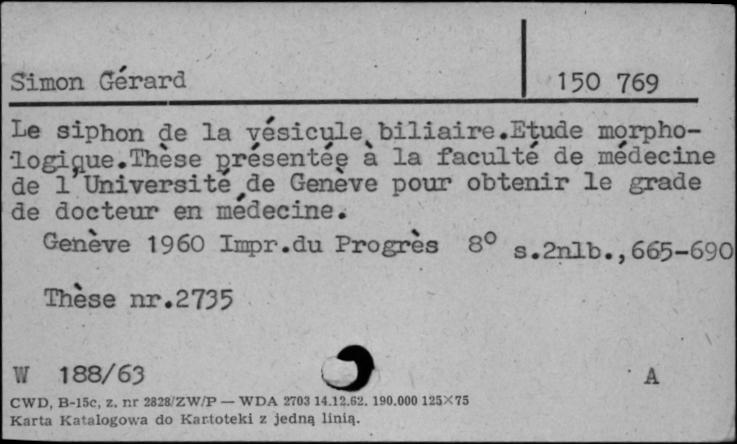 Simon Gérard
150 769
Le siphon de la vésicule biliaire.Etude morpho-
logique.Thèse présentée à la faculté de médecine
de l'Université de Genève pour obtenir le grade
de docteur en médecine.
Genève 1960 Impr.du Progrès 8° s.2nlb.,665-690
Thèse nr.2735
W 188/63
A
CWD, B-15c, z. nr 2828/ZW/P — WDA 2703 14.12.62. 190.000 125×75
Karta Katalogowa do Kartoteki z jedną linią.